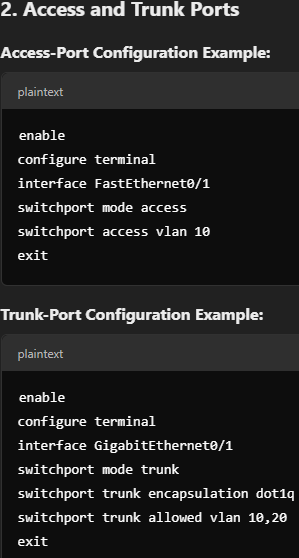 2. Access and Trunk Ports
Access-Port Configuration Example:
plaintext
enable
configure terminal
interface FastEthernet0/1
switchport mode access
switchport access vlan 10
exit
Trunk-Port Configuration Example:
plaintext
enable
configure terminal
interface GigabitEthernet0/1
switchport mode trunk
switchport trunk encapsulation dot1q
switchport trunk allowed vlan 10,20
exit